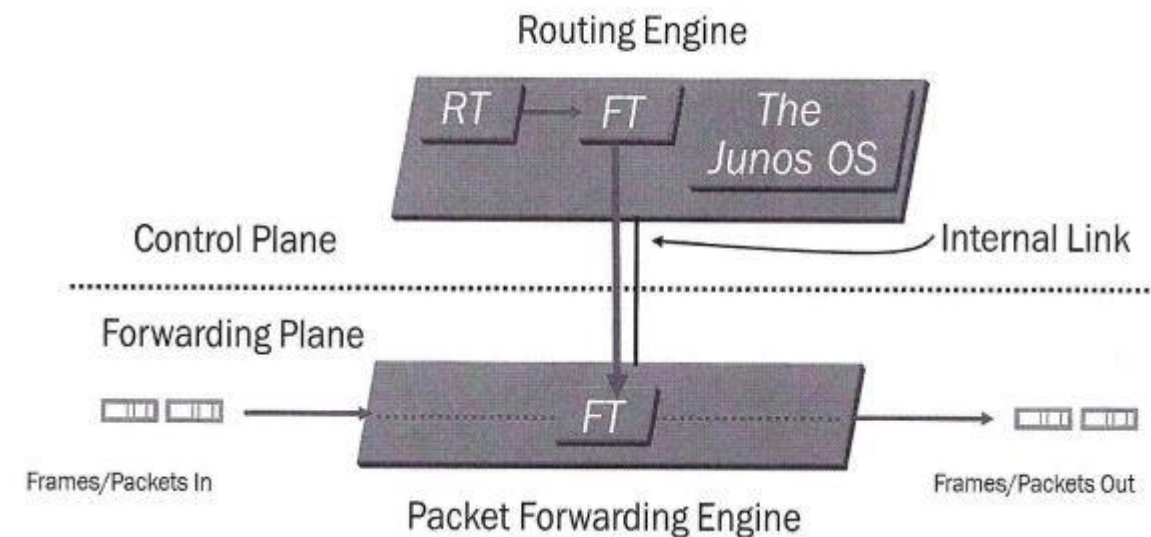 Routing Engine
RT
FT
The
Junos OS
Control Plane
Internal Link
Forwarding Plane
FT
Frames/Packets In
Frames/Packets Out
Packet Forwarding Engine